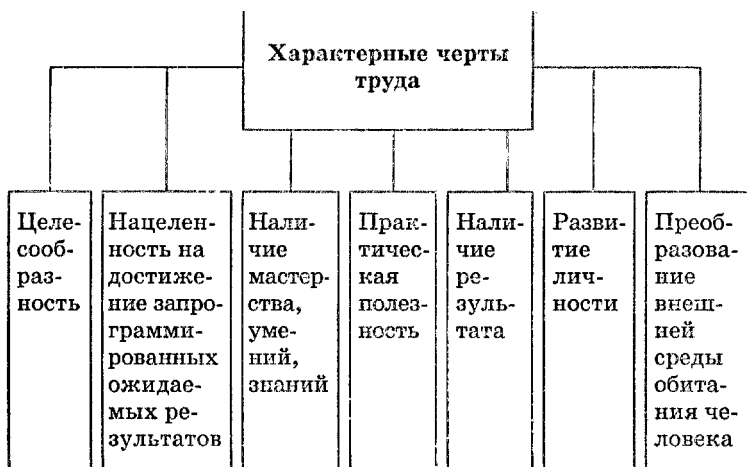 Характерные черты
труда
Целе-
сооб-
раз-
ность
Нацелен-
ность на
достиже-
ние запро-
грамми-
рованных
ожидае-
мых ре-
зультатов
Нали-
чие
мастер-
ства,
уме-
ний,
знаний
Прак-
тичес-
кая
полез-
ность
Нали-
чие
ре-
зуль-
тата
Разви-
тие
лич-
ности
Преоб-
разова-
ние
внеш-
ней
среды
обита-
ния че-
ловека